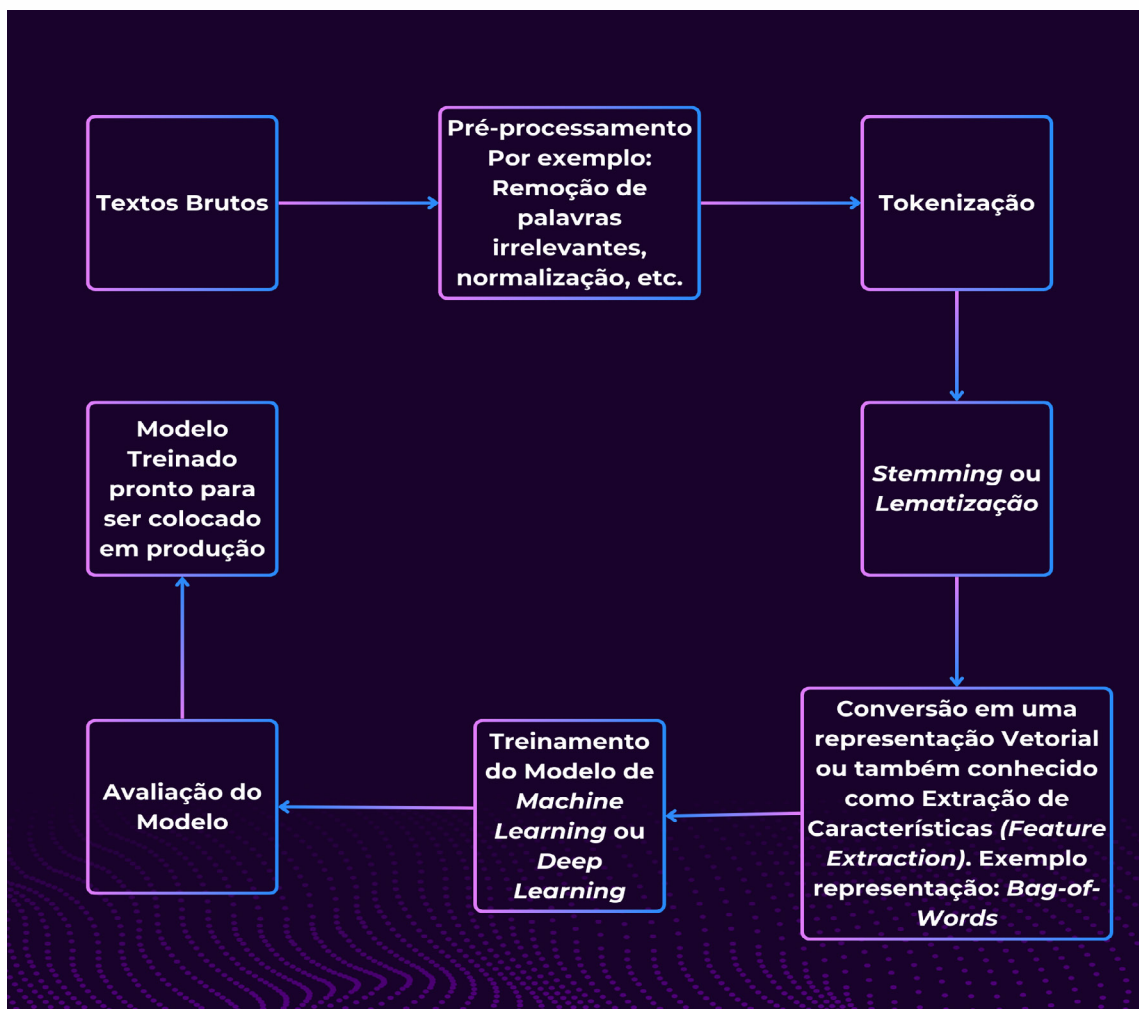 Textos Brutos
Pré-processamento
Por exemplo:
Remoção de
palavras
irrelevantes,
normalização, etc.
Tokenização
Stemming ou
Lematização
Conversão em uma
representação Vetorial
ou também conhecido
como Extração de
Características (Feature
Extraction). Exemplo
representação: Bag-of-
Words
Treinamento
do Modelo de
Machine
Learning ou
Deep
Learning
Avaliação do
Modelo
Modelo
Treinado
pronto para
ser colocado
em produção